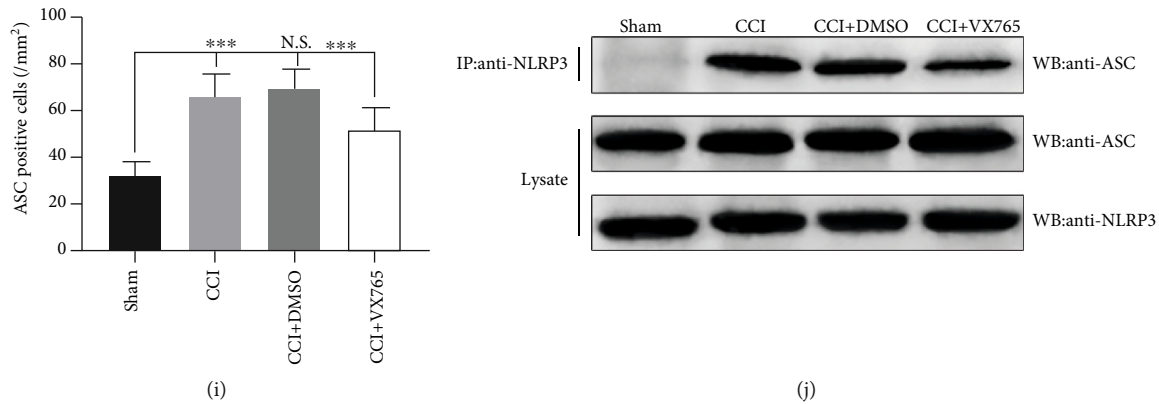 100
80
60
40
20
0
ASC positive cells (/mm²)
***
N.S.
***
Sham
CCI
CCI+DMSO
CCI+VX765
(i)
Sham CCI CCI+DMSO CCI+VX765
IP:anti-NLRP3 WB:anti-ASC
WB:anti-ASC
Lysate
WB:anti-NLRP3
(j)